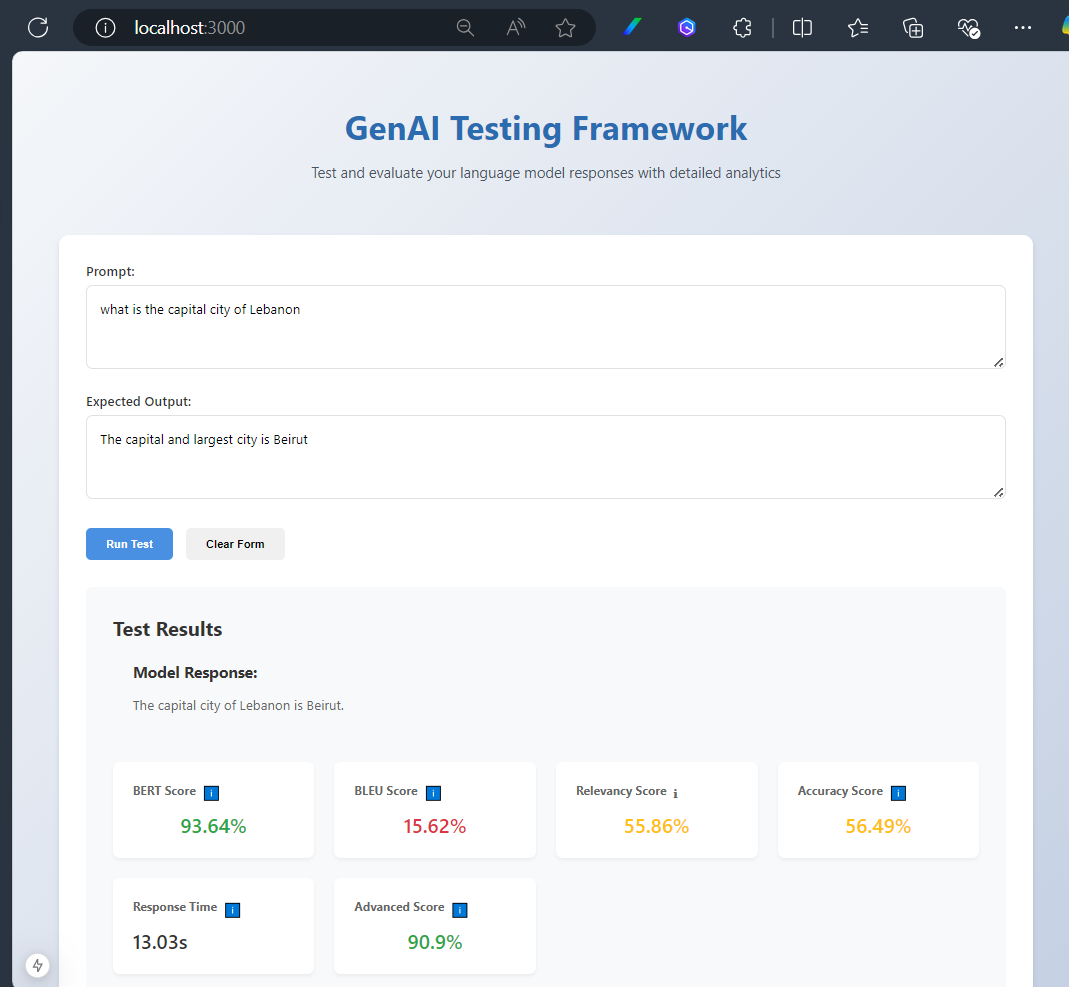 localhost:3000
GenAI Testing Framework
Test and evaluate your language model responses with detailed analytics
Prompt:
what is the capital city of Lebanon
Expected Output:
The capital and largest city is Beirut
Run Test
Clear Form
Test Results
Model Response:
The capital city of Lebanon is Beirut.
BERT Score i
BLEU Score i
Relevancy Score i
Accuracy Score i
93.64%
15.62%
55.86%
56.49%
Response Time i
Advanced Score i
13.03s
90.9%